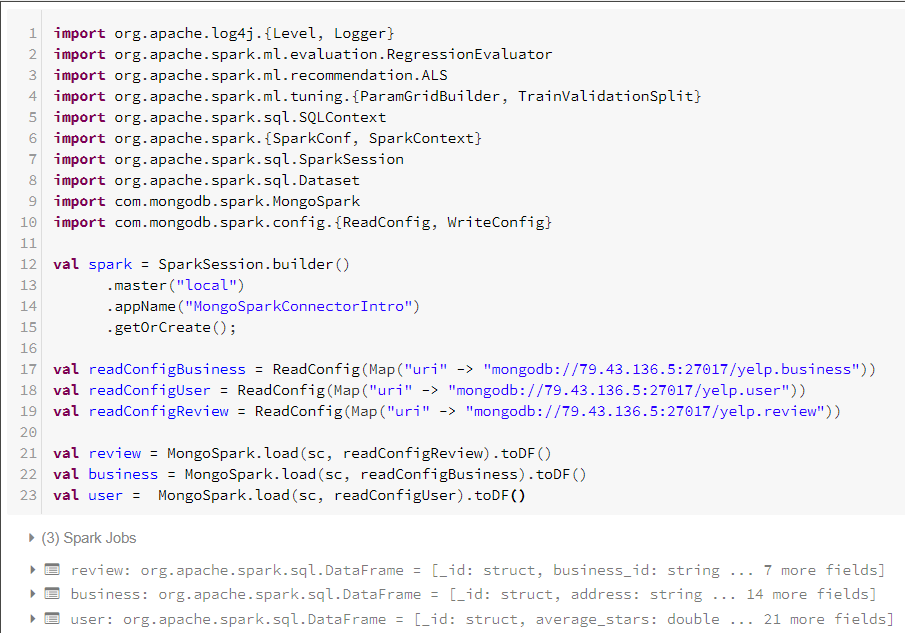 1 import org.apache.log4j.{Level, Logger}
2 import org.apache.spark.ml.evaluation.RegressionEvaluator
3 import org.apache.spark.ml.recommendation.ALS
4 import org.apache.spark.ml.tuning.{ParamGridBuilder, TrainValidationSplit}
5 import org.apache.spark.sql.SQLContext
6 import org.apache.spark.{SparkConf, SparkContext}
7 import org.apache.spark.sql.SparkSession
8 import org.apache.spark.sql.Dataset
9 import com.mongodb.spark.MongoSpark
10 import com.mongodb.spark.config.{ReadConfig, WriteConfig}
11
12 val spark = SparkSession.builder()
13 .master("local")
14 .appName("MongoSparkConnectorIntro")
15 .getOrCreate();
16
17 val readConfigBusiness = ReadConfig(Map("uri" -> "mongodb://79.43.136.5:27017/yelp.business"))
18 val readConfigUser = ReadConfig(Map("uri" -> "mongodb://79.43.136.5:27017/yelp.user"))
19 val readConfigReview = ReadConfig(Map("uri" -> "mongodb://79.43.136.5:27017/yelp.review"))
20
21 val review = MongoSpark.load(sc, readConfigReview).toDF()
22 val business = MongoSpark.load(sc, readConfigBusiness).toDF()
23 val user =  MongoSpark.load(sc, readConfigUser).toDF()
(3) Spark Jobs
review: org.apache.spark.sql.DataFrame = [_id: struct, business_id: string ... 7 more fields]
business: org.apache.spark.sql.DataFrame = [_id: struct, address: string ... 14 more fields]
user: org.apache.spark.sql.DataFrame = [_id: struct, average_stars: double ... 21 more fields]